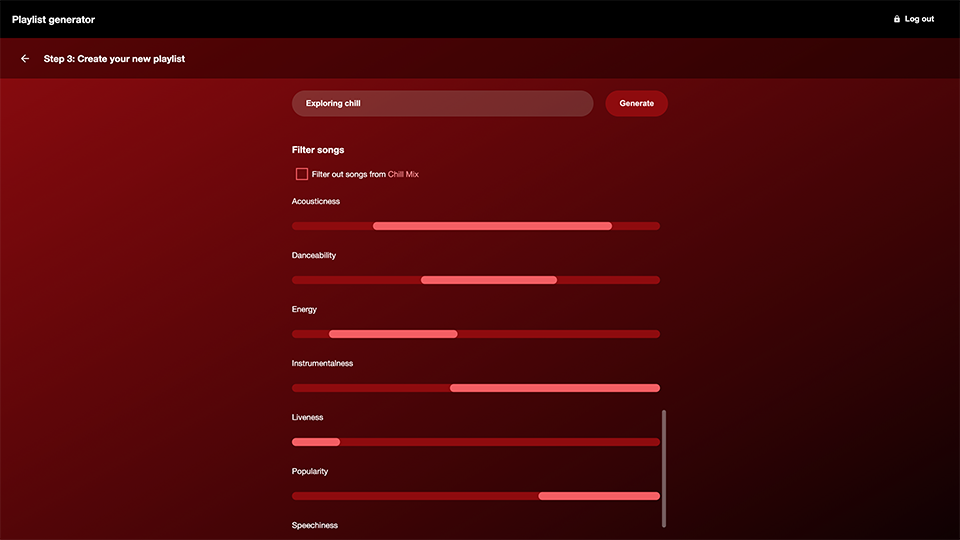 Playlist generator
Log out
Step 3: Create your new playlist
Exploring chill
Generate
Filter songs
Filter out songs from Chill Mix
Acousticness
Danceability
Energy
Instrumentalness
Liveness
Popularity
Speechiness